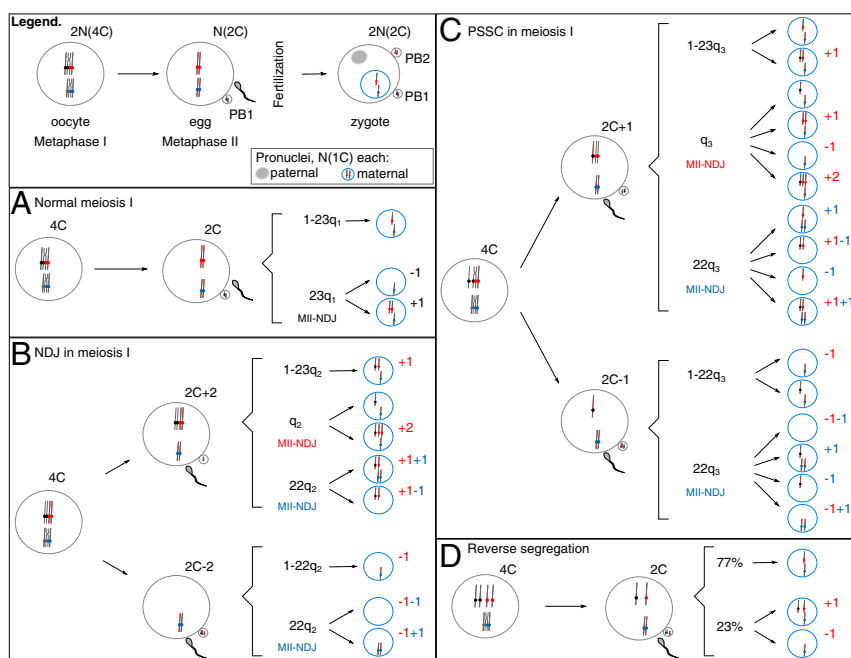 Legend.
2N(4C)
N(2C)
2N(2C)
PB2
PB1
PB1
Fertilization
oocyte
egg
zygote
Metaphase I
Metaphase II
Pronuclei, N(1C) each:
paternal
maternal
A Normal meiosis I
4C
2C
1-23q1
23q1
MII-NDJ
-1
+1
B NDJ in meiosis I
4C
2C+2
1-23q2
+1
q2
MII-NDJ
+2
22q2
MII-NDJ
+1+1
+1-1
2C-2
1-22q2
-1
22q2
MII-NDJ
-1-1
-1+1
C PSSC in meiosis I
4C
2C+1
1-23q3
+1
q3
MII-NDJ
+1
-1
+2
22q3
MII-NDJ
+1
+1-1
-1
+1+1
2C-1
1-22q3
-1
22q3
MII-NDJ
-1-1
+1
-1
-1+1
D Reverse segregation
4C
2C
77%
23%
+1
-1